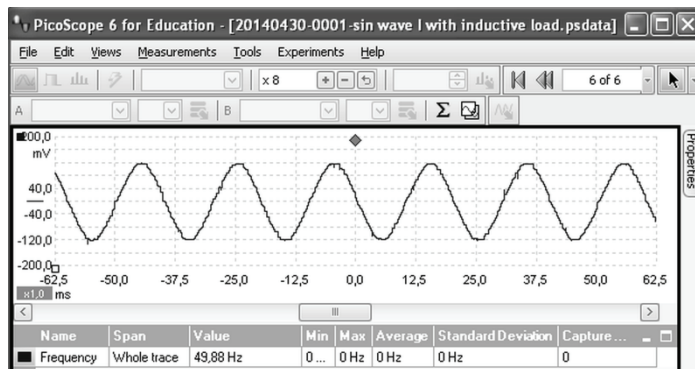 PicoScope 6 for Education - [20140430-0001-sin wave I with inductive load.psdata]
File Edit Views Measurements Tools Experiments Help
x 8 6 of 6
A B Σ
200,0
mV
40,0
-40,0
-120,0
-200,0
-62,5 -50,0 -37,5 -25,0 -12,5 0,0 12,5 25,0 37,5 50,0 62,5
x1,0 ms
Properties
Name Span Value Min Max Average Standard Deviation Capture ...
Frequency Whole trace 49,88 Hz 0 ... 0 Hz 0 Hz 0 Hz 0